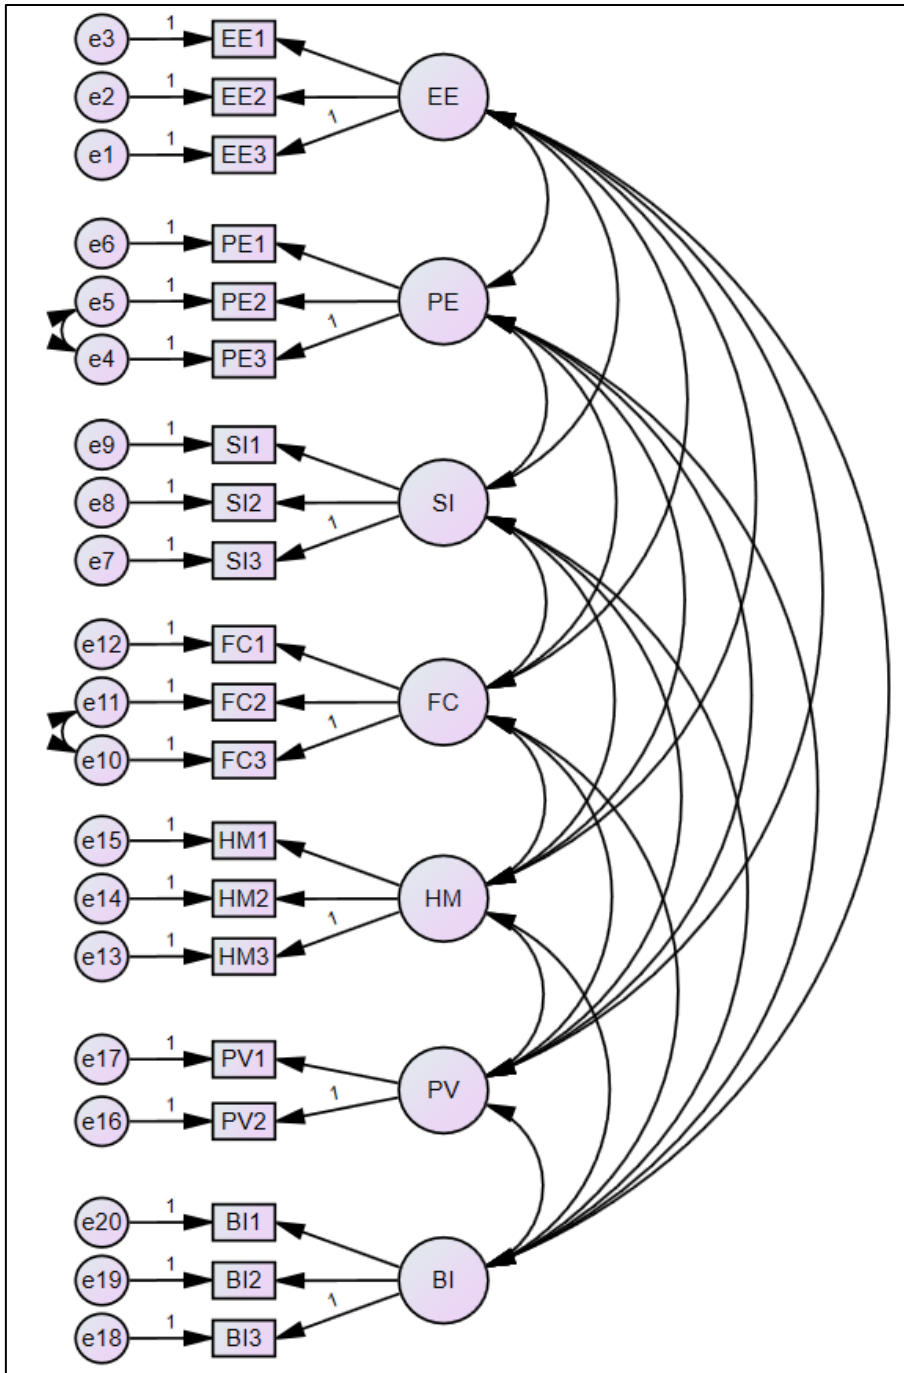 e3 1 EE1
e2 1 EE2 EE
e1 1 EE3 1
e6 1 PE1
e5 1 PE2 PE
e4 1 PE3 1
e9 1 SI1
e8 1 SI2 SI
e7 1 SI3 1
e12 1 FC1
e11 1 FC2 FC
e10 1 FC3 1
e15 1 HM1
e14 1 HM2 HM
e13 1 HM3 1
e17 1 PV1
PV
e16 1 PV2 1
e20 1 BI1
e19 1 BI2 BI
e18 1 BI3 1